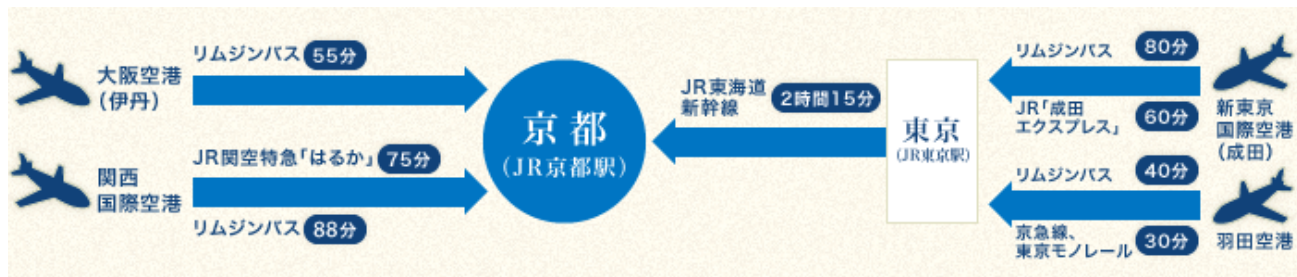 リムジンバス 55分
大阪空港
（伊丹）
JR関空特急「はるか」 75分
関西
国際空港
リムジンバス 88分
京都
（JR京都駅）
JR東海道
新幹線
2時間15分
東京
（JR東京駅）
リムジンバス 80分
JR「成田
エクスプレス」
60分
新東京
国際空港
（成田）
リムジンバス 40分
京急線、
東京モノレール
30分
羽田空港